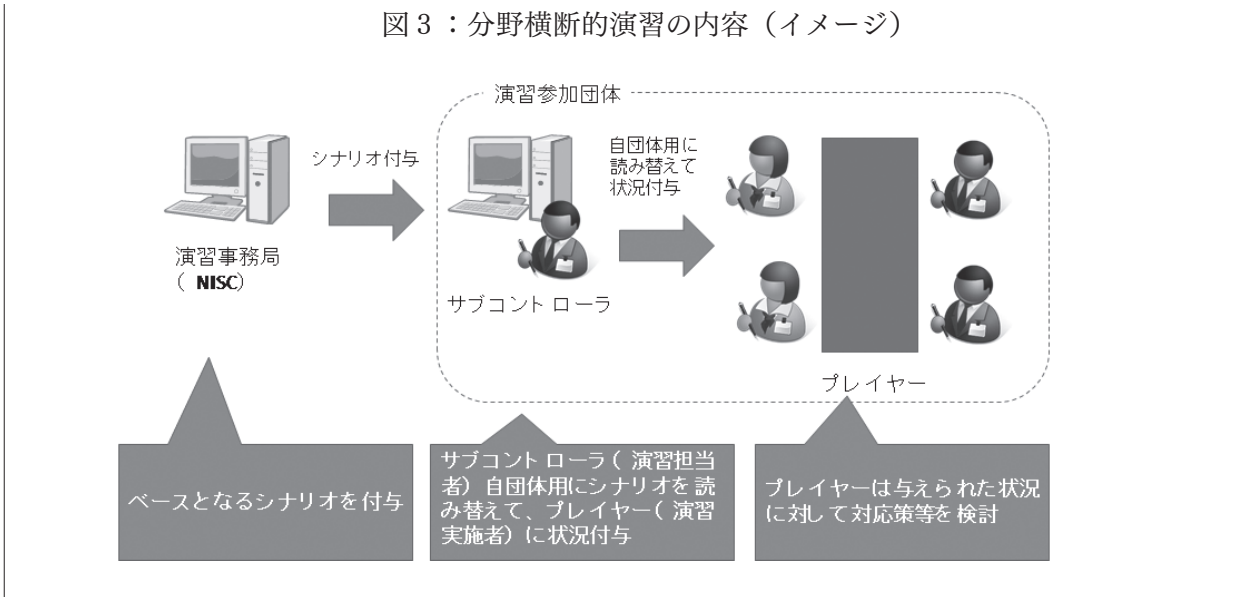 図３：分野横断的演習の内容（イメージ）
演習参加団体
シナリオ付与
自団体用に
読み替えて
状況付与
演習事務局
（NISC）
サブコントローラ
プレイヤー
ベースとなるシナリオを付与
サブコントローラ（演習担当
者）自団体用にシナリオを読
み替えて、プレイヤー（演習
実施者）に状況付与
プレイヤーは与えられた状況
に対して対応策等を検討